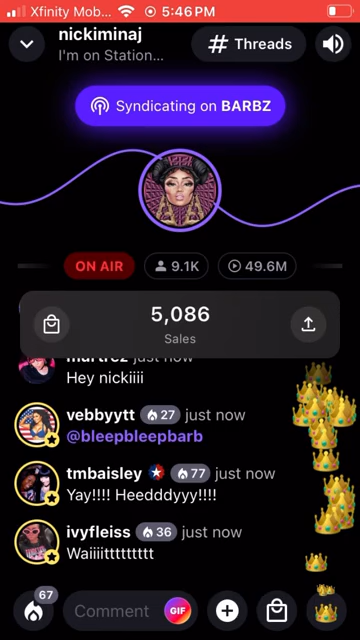 Xfinity Mob... 5:46 PM
nickiminaj
I'm on Station...
# Threads
Syndicating on BARBZ
ON AIR
9.1K
49.6M
5,086
Sales
just now
Hey nickiiii
vebbyytt 27 just now
@bleepbleepbarb
tmbaisley 77 just now
Yay!!!! Heedddyyy!!!!
ivyfleiss 36 just now
Waiiiittttttttt
67
Comment
GIF